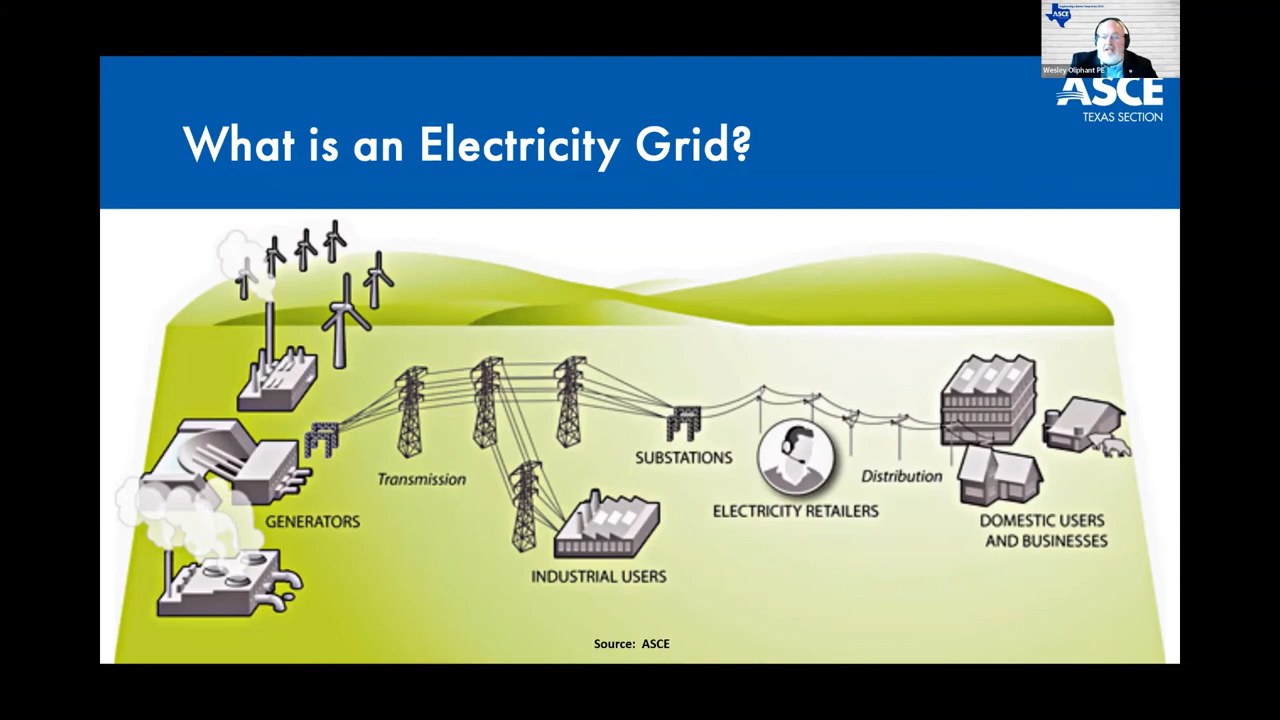 ASCE
Wesley Oliphant PE
ASCE
TEXAS SECTION
What is an Electricity Grid?
Transmission
SUBSTATIONS
Distribution
ELECTRICITY RETAILERS
GENERATORS
DOMESTIC USERS
AND BUSINESSES
INDUSTRIAL USERS
Source: ASCE